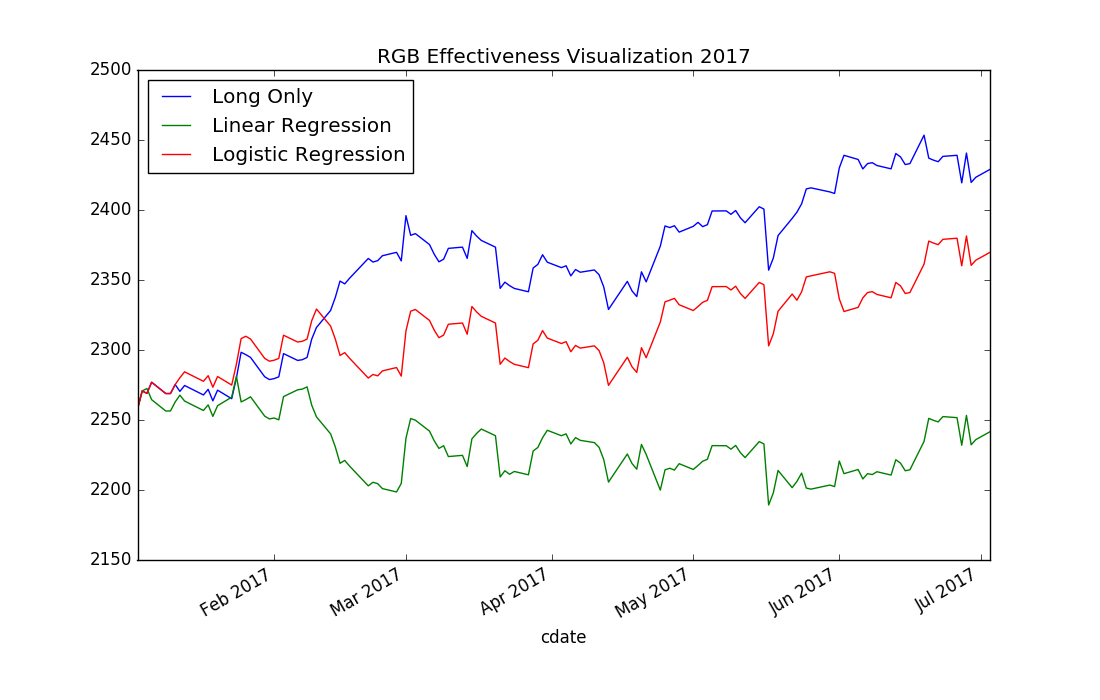 RGB Effectiveness Visualization 2017
2500
2450
2400
2350
2300
2250
2200
2150
Long Only
Linear Regression
Logistic Regression
Feb 2017
Mar 2017
Apr 2017
May 2017
Jun 2017
Jul 2017
cdate